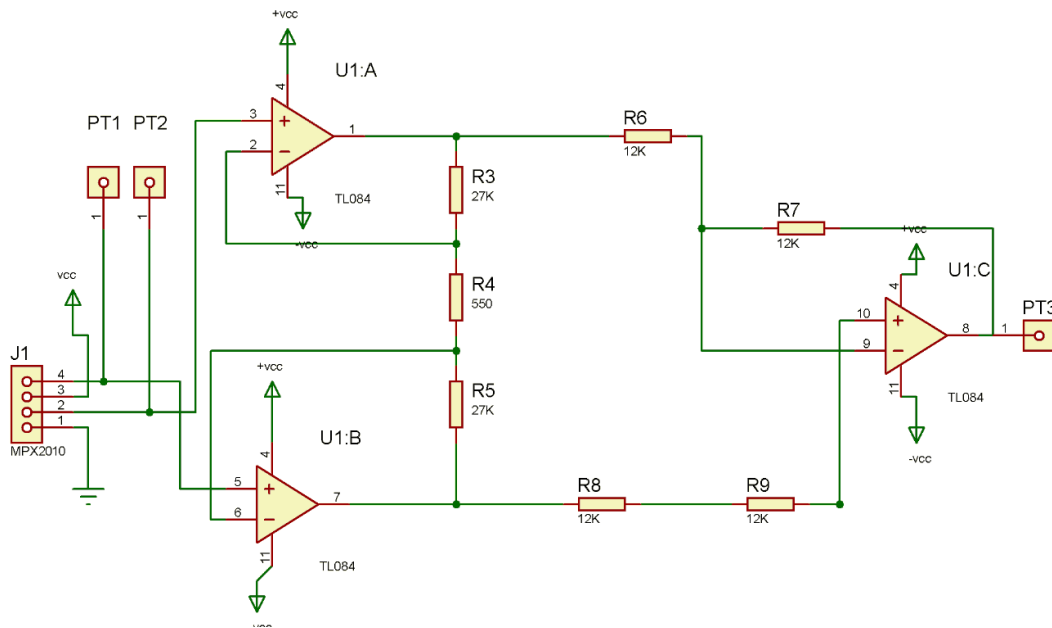 +vcc
U1:A
4
3
2
1
11
TL084
-vcc
PT1
PT2
1
1
R3
27K
R4
550
R5
27K
R6
12K
R7
12K
+vcc
U1:C
4
10
9
8
11
TL084
-vcc
PT3
1
vcc
J1
4
3
2
1
MPX2010
+vcc
U1:B
4
5
6
7
11
TL084
-vcc
R8
12K
R9
12K